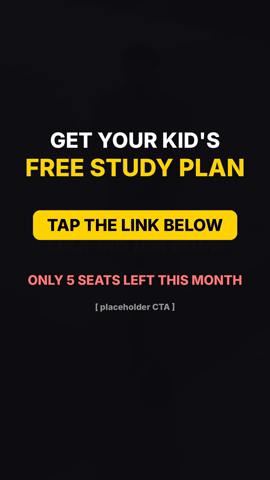 GET YOUR KID'S
FREE STUDY PLAN
TAP THE LINK BELOW
ONLY 5 SEATS LEFT THIS MONTH
[ placeholder CTA ]